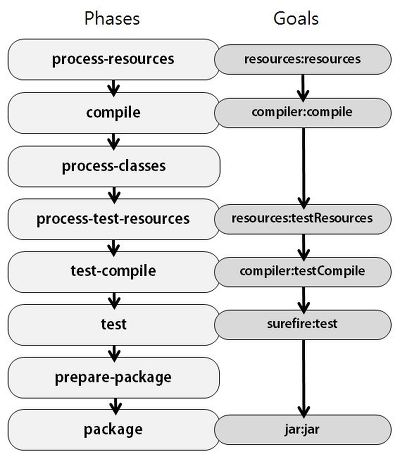 Phases Goals
process-resources resources:resources
compile compiler:compile
process-classes
process-test-resources resources:testResources
test-compile compiler:testCompile
test surefire:test
prepare-package
package jar:jar